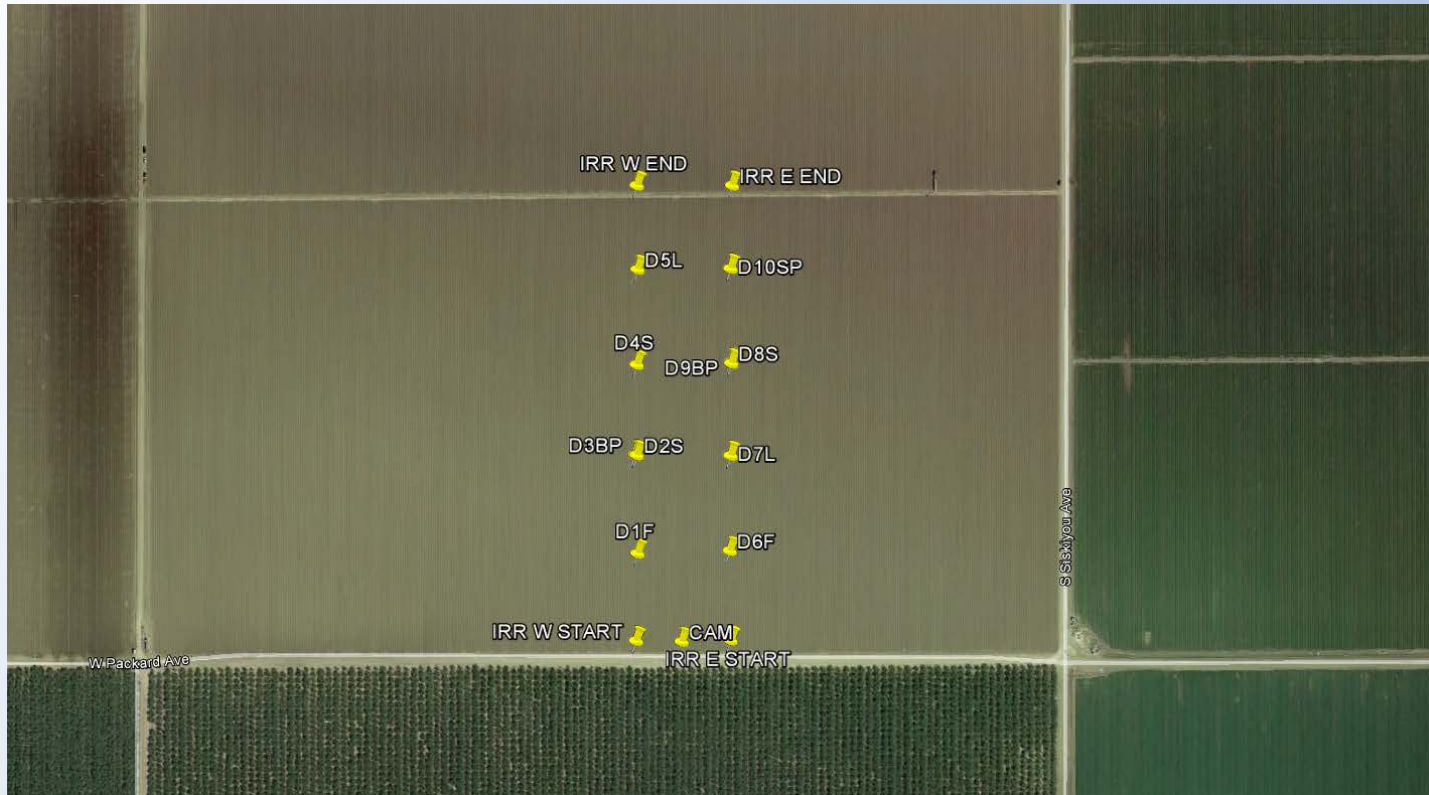 IRR W END
IRR E END
D5L
D10SP
D4S
D8S
D9BP
D3BP
D2S
D7L
D1F
D6F
S Siskiyou Ave
IRR W START
CAM
IRR E START
W Packard Ave